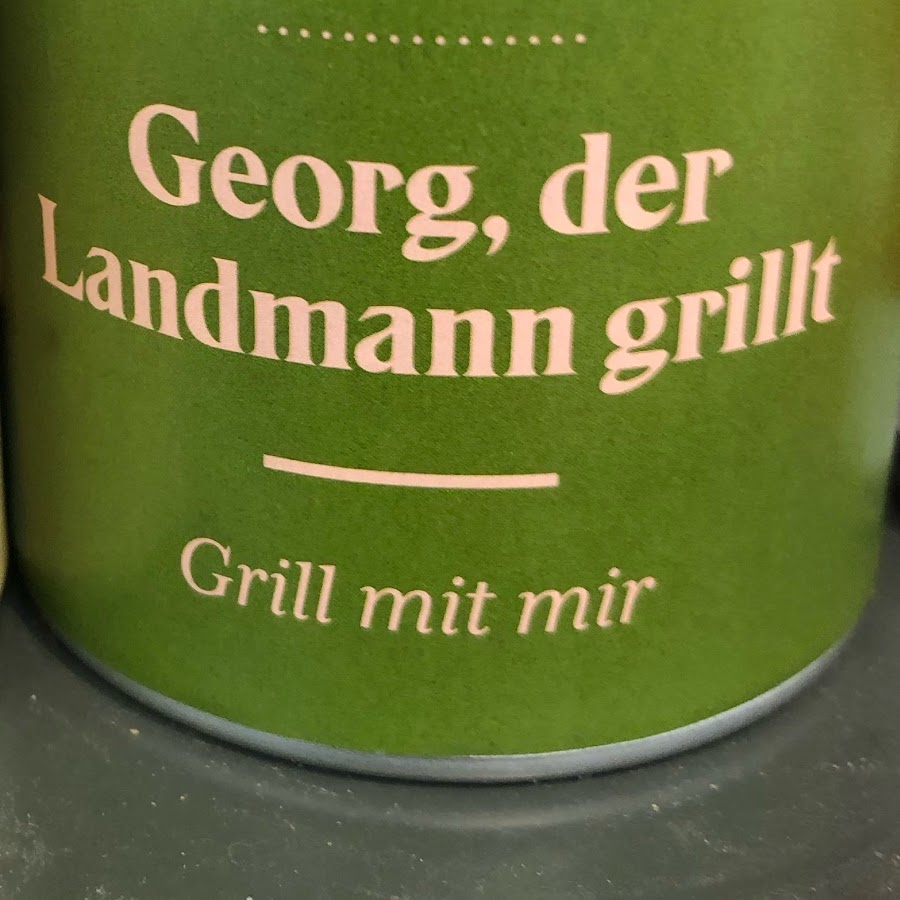 Georg, der
Landmann grillt
Grill mit mir